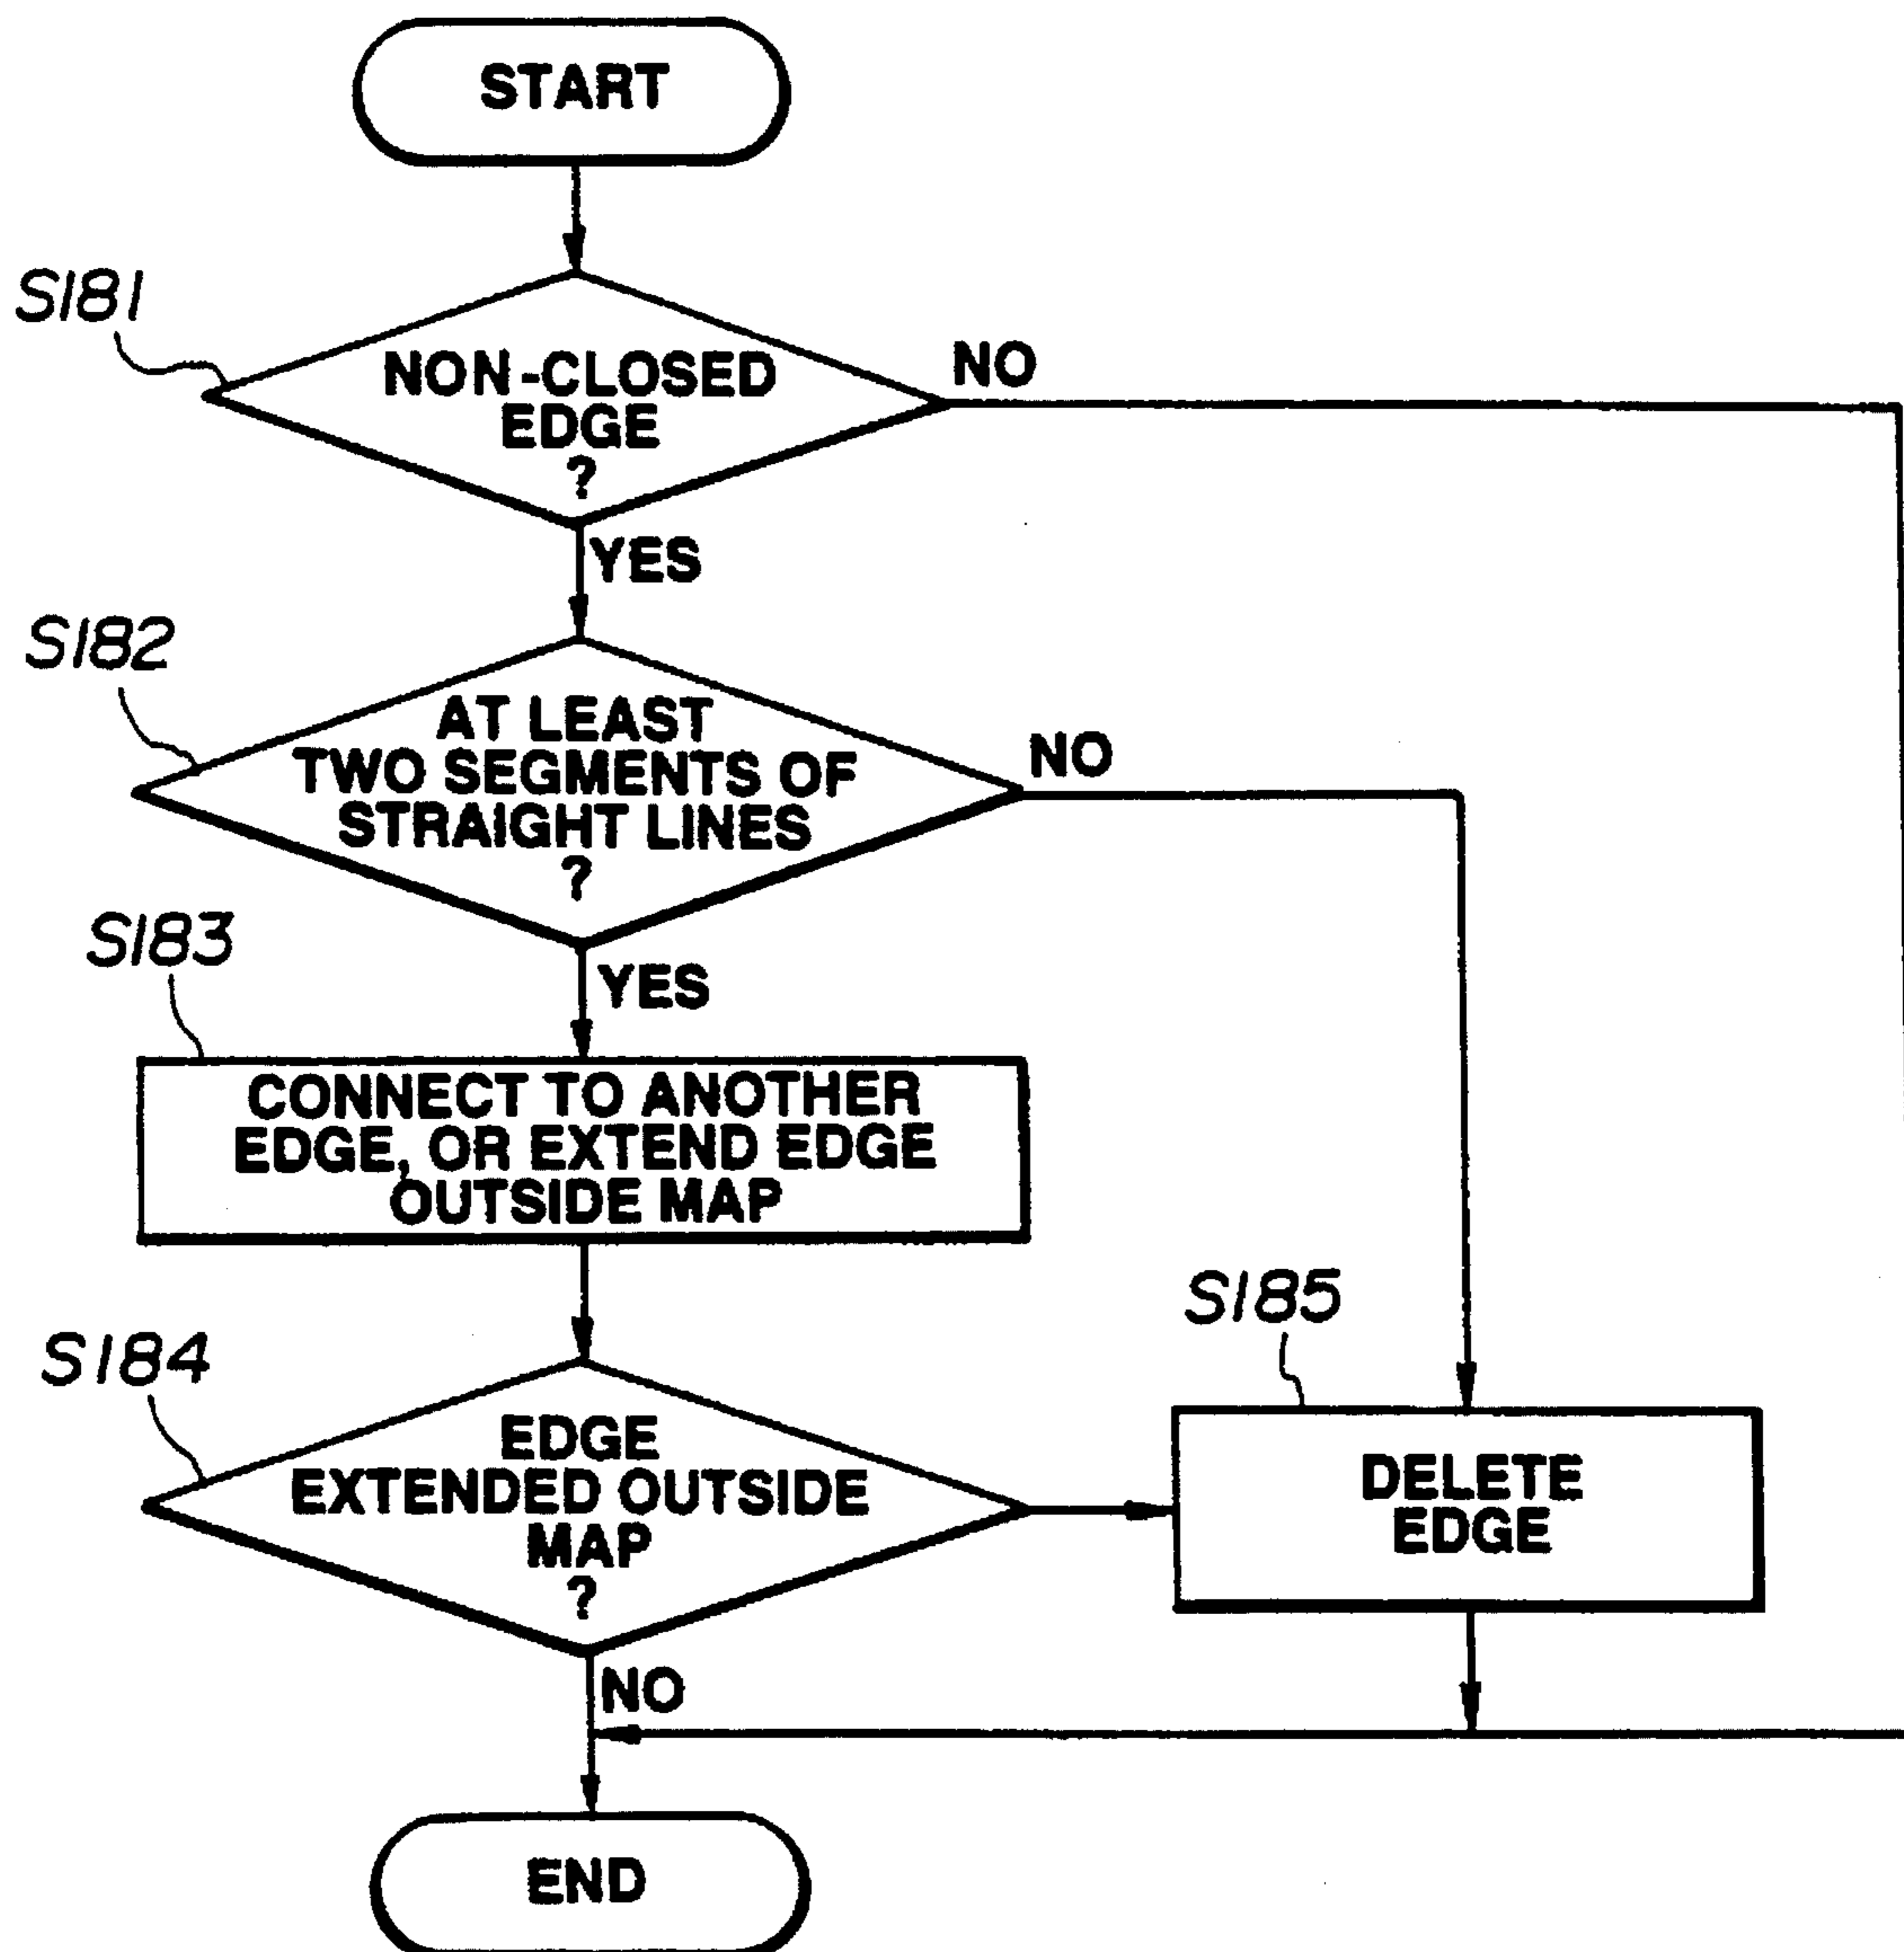 START
S181
NON-CLOSED
EDGE
?
NO
YES
S182
AT LEAST
TWO SEGMENTS OF
STRAIGHT LINES
?
NO
YES
S183
CONNECT TO ANOTHER
EDGE, OR EXTEND EDGE
OUTSIDE MAP
S184
EDGE
EXTENDED OUTSIDE
MAP
?
NO
S185
DELETE
EDGE
END